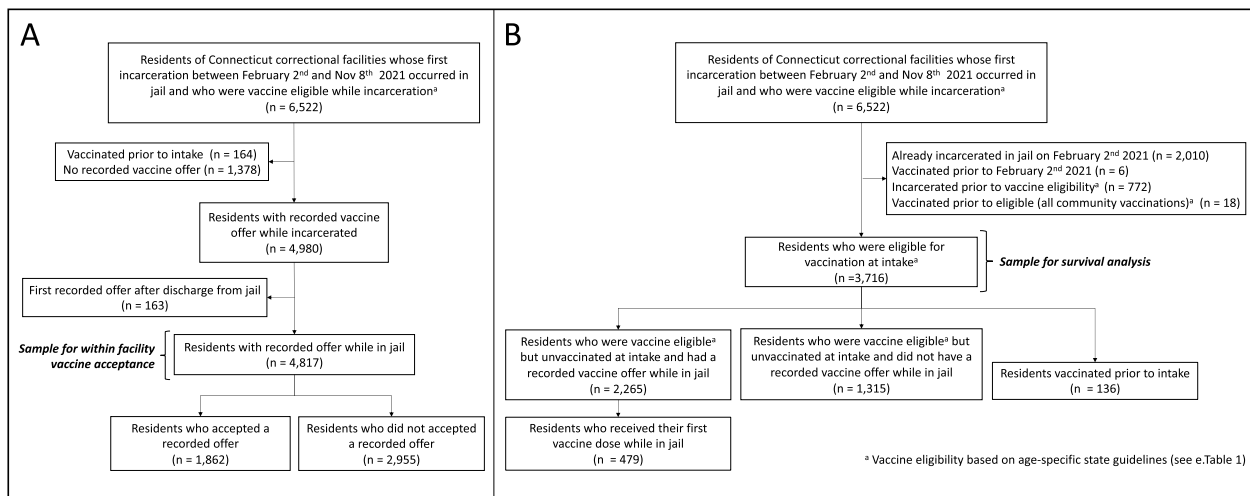 A
Residents of Connecticut correctional facilities whose first
incarceration between February 2nd and Nov 8th 2021 occurred in
jail and who were vaccine eligible while incarcerationa
(n = 6,522)
Vaccinated prior to intake (n = 164)
No recorded vaccine offer (n = 1,378)
Residents with recorded vaccine
offer while incarcerated
(n = 4,980)
First recorded offer after discharge from jail
(n = 163)
Sample for within facility
vaccine acceptance
Residents with recorded offer while in jail
(n = 4,817)
Residents who accepted a
recorded offer
(n = 1,862)
Residents who did not accepted
a recorded offer
(n = 2,955)
B
Residents of Connecticut correctional facilities whose first
incarceration between February 2nd and Nov 8th 2021 occurred in
jail and who were vaccine eligible while incarcerationa
(n = 6,522)
Already incarcerated in jail on February 2nd 2021 (n = 2,010)
Vaccinated prior to February 2nd 2021 (n = 6)
Incarcerated prior to vaccine eligibilitya (n = 772)
Vaccinated prior to eligible (all community vaccinations)a (n = 18)
Residents who were eligible for
vaccination at intakea
(n =3,716)
Sample for survival analysis
Residents who were vaccine eligiblea
but unvaccinated at intake and had a
recorded vaccine offer while in jail
(n = 2,265)
Residents who were vaccine eligiblea but
unvaccinated at intake and did not have a
recorded vaccine offer while in jail
(n = 1,315)
Residents vaccinated prior to intake
(n = 136)
Residents who received their first
vaccine dose while in jail
(n = 479)
a Vaccine eligibility based on age-specific state guidelines (see e.Table 1)